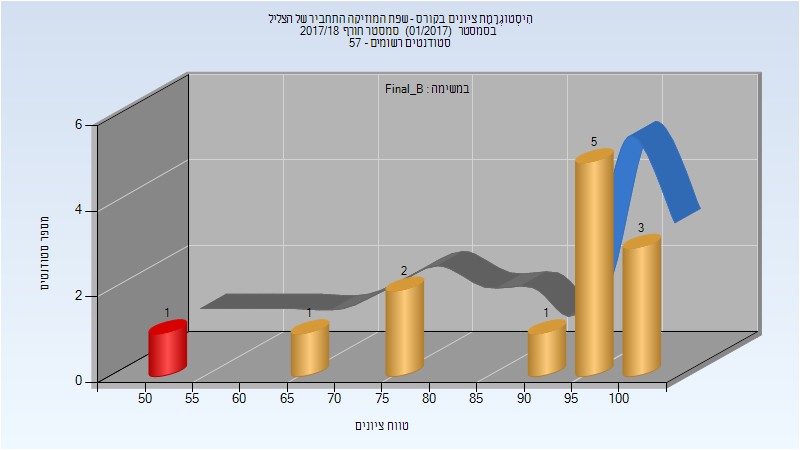 היסטוגרמת ציונים בקורס - שפת המוזיקה התחביר של הצליל
בסמסטר (01/2017) סמסטר חורף 2017/18
סטודנטים רשומים - 57
במשימה : Final_B
מספר סטודנטים
6
4
2
0
1
1
2
1
5
3
50 55 60 65 70 75 80 85 90 95 100
טווח ציונים